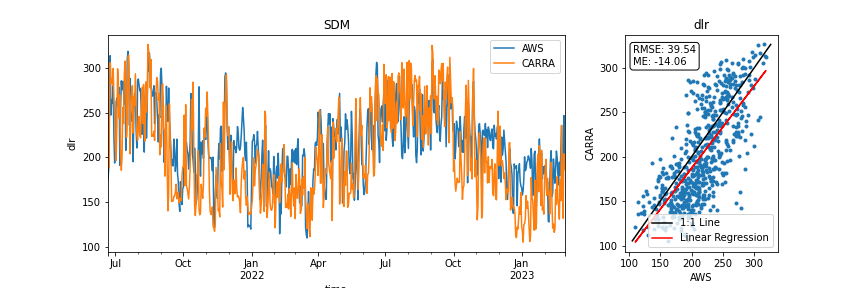 SDM
dlr
300
250
200
150
100
Jul
Oct
Jan
2022
Apr
Jul
Oct
Jan
2023
AWS
CARRA
dlr
dlr
RMSE: 39.54
ME: -14.06
CARRA
300
250
200
150
100
100
150
200
250
300
AWS
1:1 Line
Linear Regression